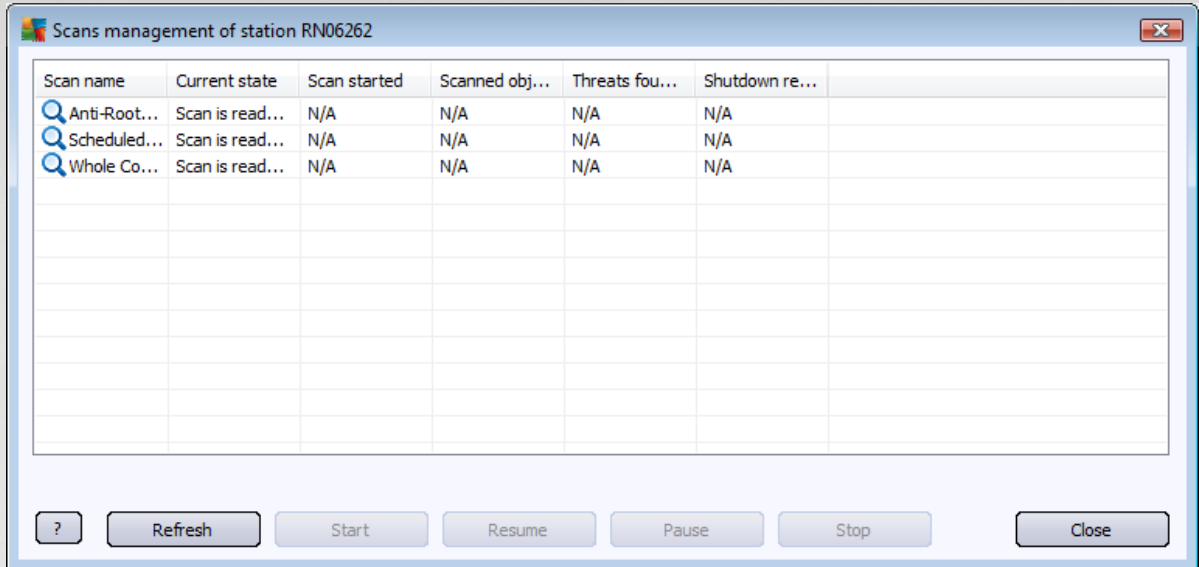 Scans management of station RN06262
Scan name Current state Scan started Scanned obj... Threats fou... Shutdown re...
Anti-Root... Scan is read... N/A N/A N/A N/A
Scheduled... Scan is read... N/A N/A N/A N/A
Whole Co... Scan is read... N/A N/A N/A N/A
? Refresh Start Resume Pause Stop Close